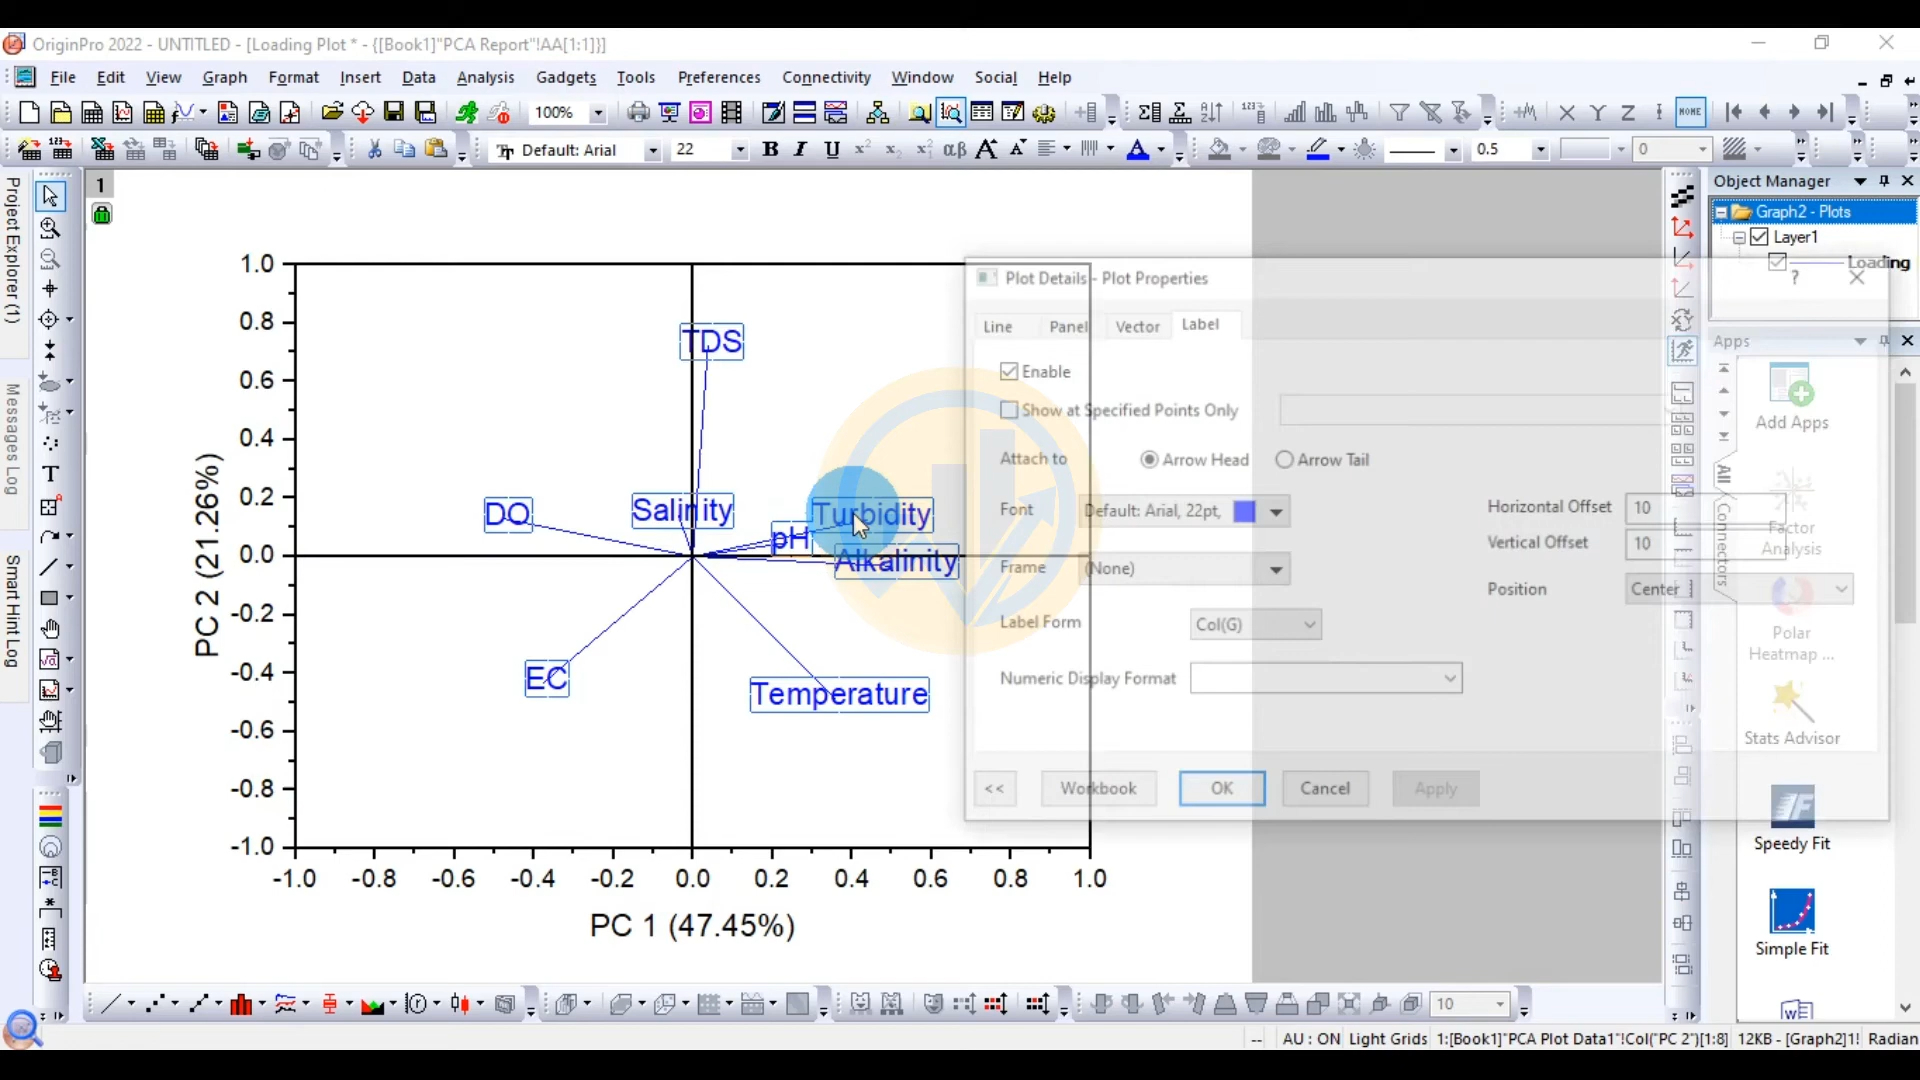 OriginPro 2022 - UNTITLED - [Loading Plot * - {[Book1]"PCA Report"!AA[1:1]}]
File Edit View Graph Format Insert Data Analysis Gadgets Tools Preferences Connectivity Window Social Help
100%
HOME
Default: Arial 22 B I U αβ A A A 0.5 0
Project Explorer (1)
Messages Log
Smart Hint Log
1
Object Manager
Graph2 - Plots
Layer1
Loading
Plot Details - Plot Properties ?
Line Panel Vector Label
Enable
Show at Specified Points Only
Attach to Arrow Head Arrow Tail
Font Default: Arial, 22pt, Horizontal Offset 10
Vertical Offset 10
Frame (None)
Position Center
Label Form Col(G)
Numeric Display Format
<< Workbook OK Cancel Apply
Apps
All
Connectors
Add Apps
Factor Analysis
Polar Heatmap ...
Stats Advisor
Speedy Fit
Simple Fit
1.0
0.8
0.6
0.4
0.2
0.0
-0.2
-0.4
-0.6
-0.8
-1.0
PC 2 (21.26%)
TDS
DO
Salinity
Turbidity
pH
Alkalinity
EC
Temperature
-1.0 -0.8 -0.6 -0.4 -0.2 0.0 0.2 0.4 0.6 0.8 1.0
PC 1 (47.45%)
10
-- AU : ON Light Grids 1:[Book1]"PCA Plot Data1"!Col("PC 2")[1:8] 12KB - [Graph2]1! Radian